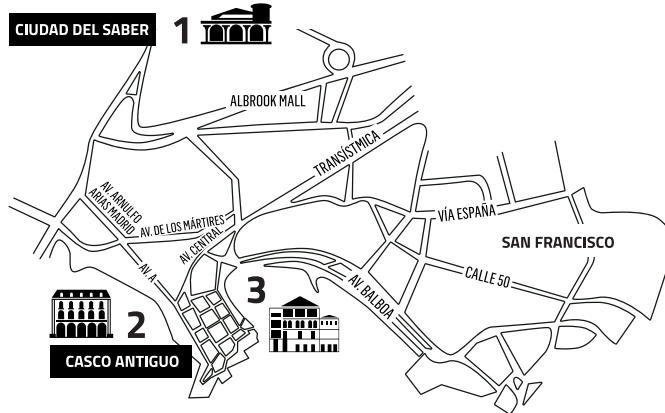 CIUDAD DEL SABER
1
ALBROOK MALL
TRANSÍSTMICA
AV. ARNULFO
ARIAS MADRID
AV. DE LOS MÁRTIRES
AV. CENTRAL
VÍA ESPAÑA
SAN FRANCISCO
AV. A
CALLE 50
3
AV. BALBOA
2
CASCO ANTIGUO